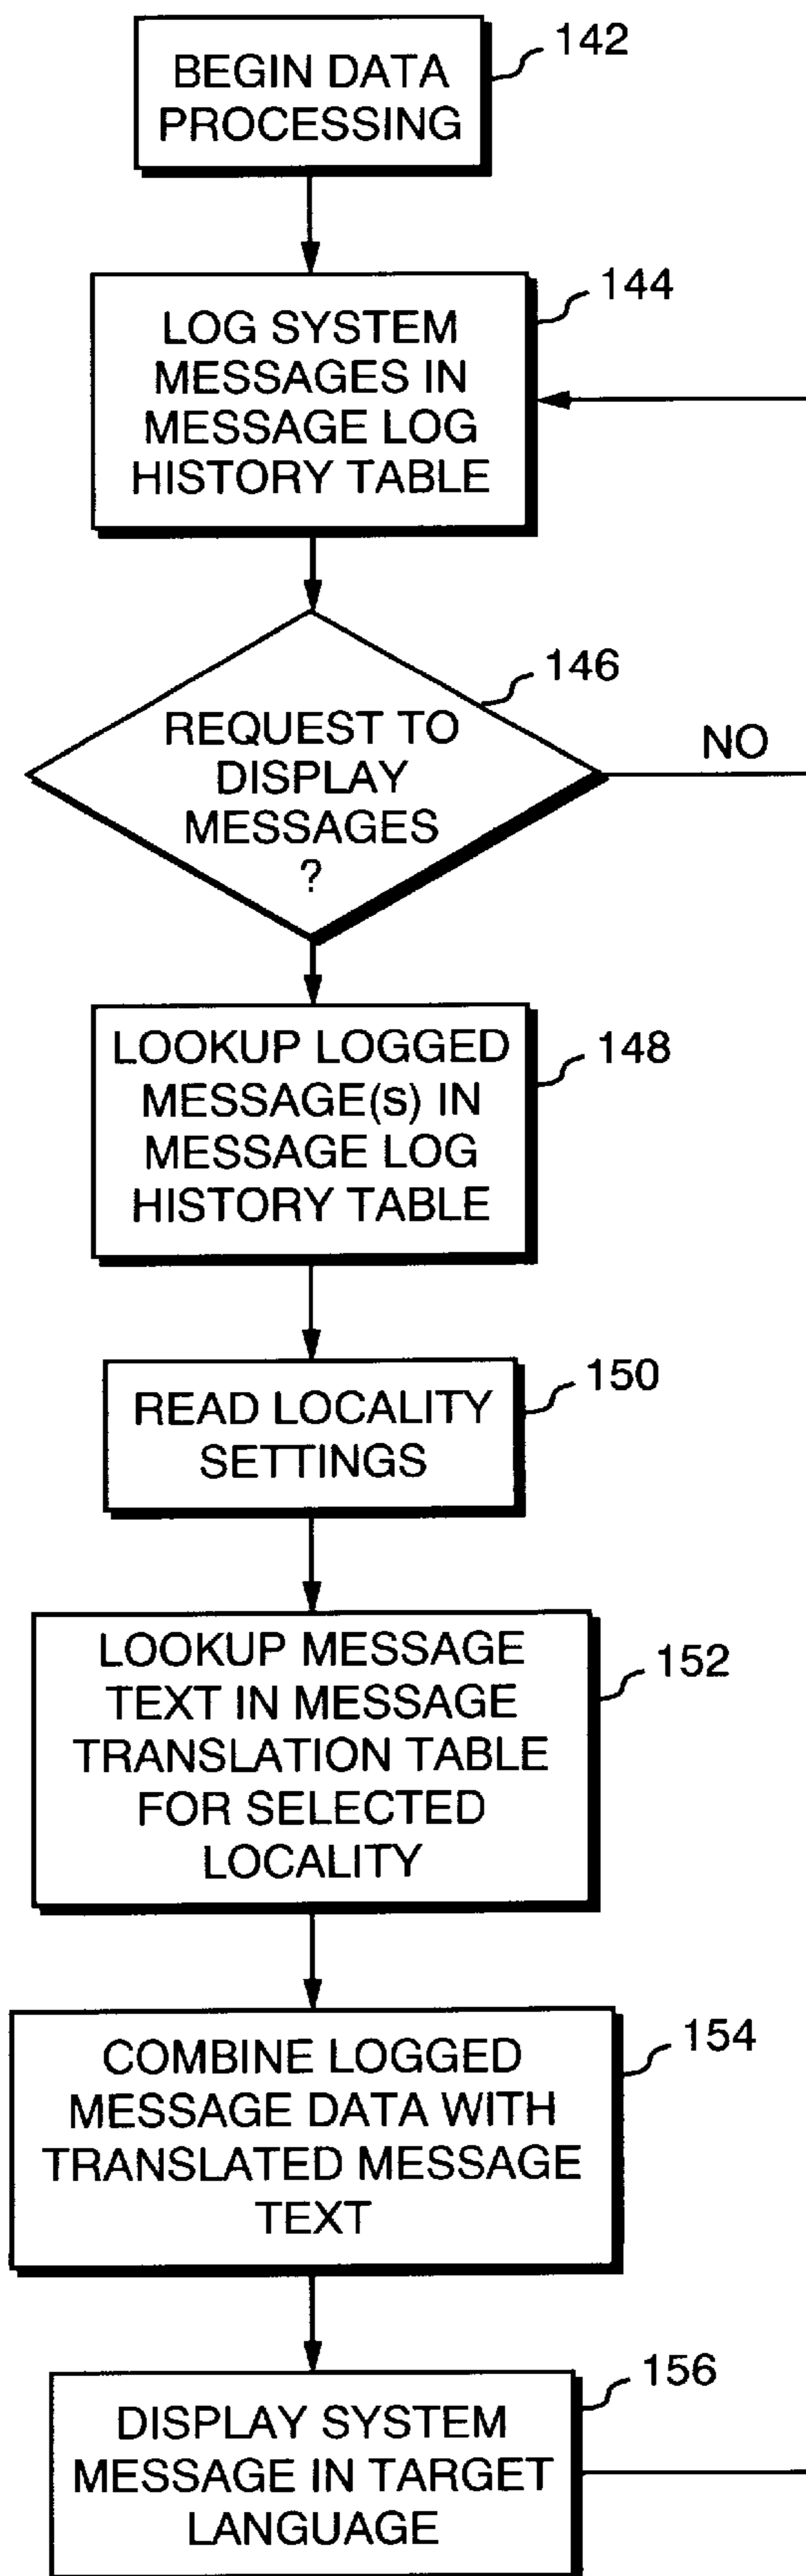 BEGIN DATA
PROCESSING
142
LOG SYSTEM
MESSAGES IN
MESSAGE LOG
HISTORY TABLE
144
REQUEST TO
DISPLAY
MESSAGES
?
146
NO
LOOKUP LOGGED
MESSAGE(s) IN
MESSAGE LOG
HISTORY TABLE
148
READ LOCALITY
SETTINGS
150
LOOKUP MESSAGE
TEXT IN MESSAGE
TRANSLATION TABLE
FOR SELECTED
LOCALITY
152
COMBINE LOGGED
MESSAGE DATA WITH
TRANSLATED MESSAGE
TEXT
154
DISPLAY SYSTEM
MESSAGE IN TARGET
LANGUAGE
156